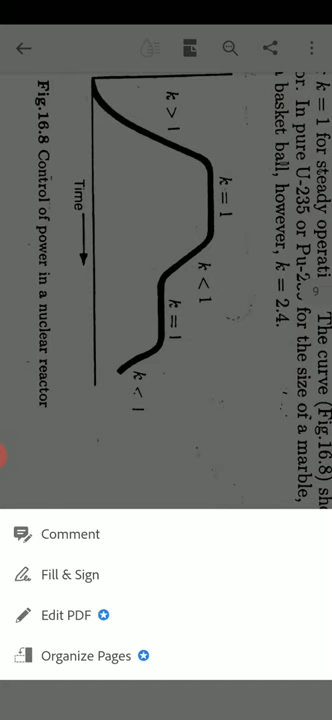 k = 1 for steady operati
The curve (Fig.16.8)
or. In pure U-235 or
for the size of a marble,
basket ball, however, k = 2.4.
k > 1
k = 1
k < 1
k = 1
k < 1
Time
Fig.16.8 Control of power in a nuclear reactor
Comment
Fill & Sign
Edit PDF
Organize Pages